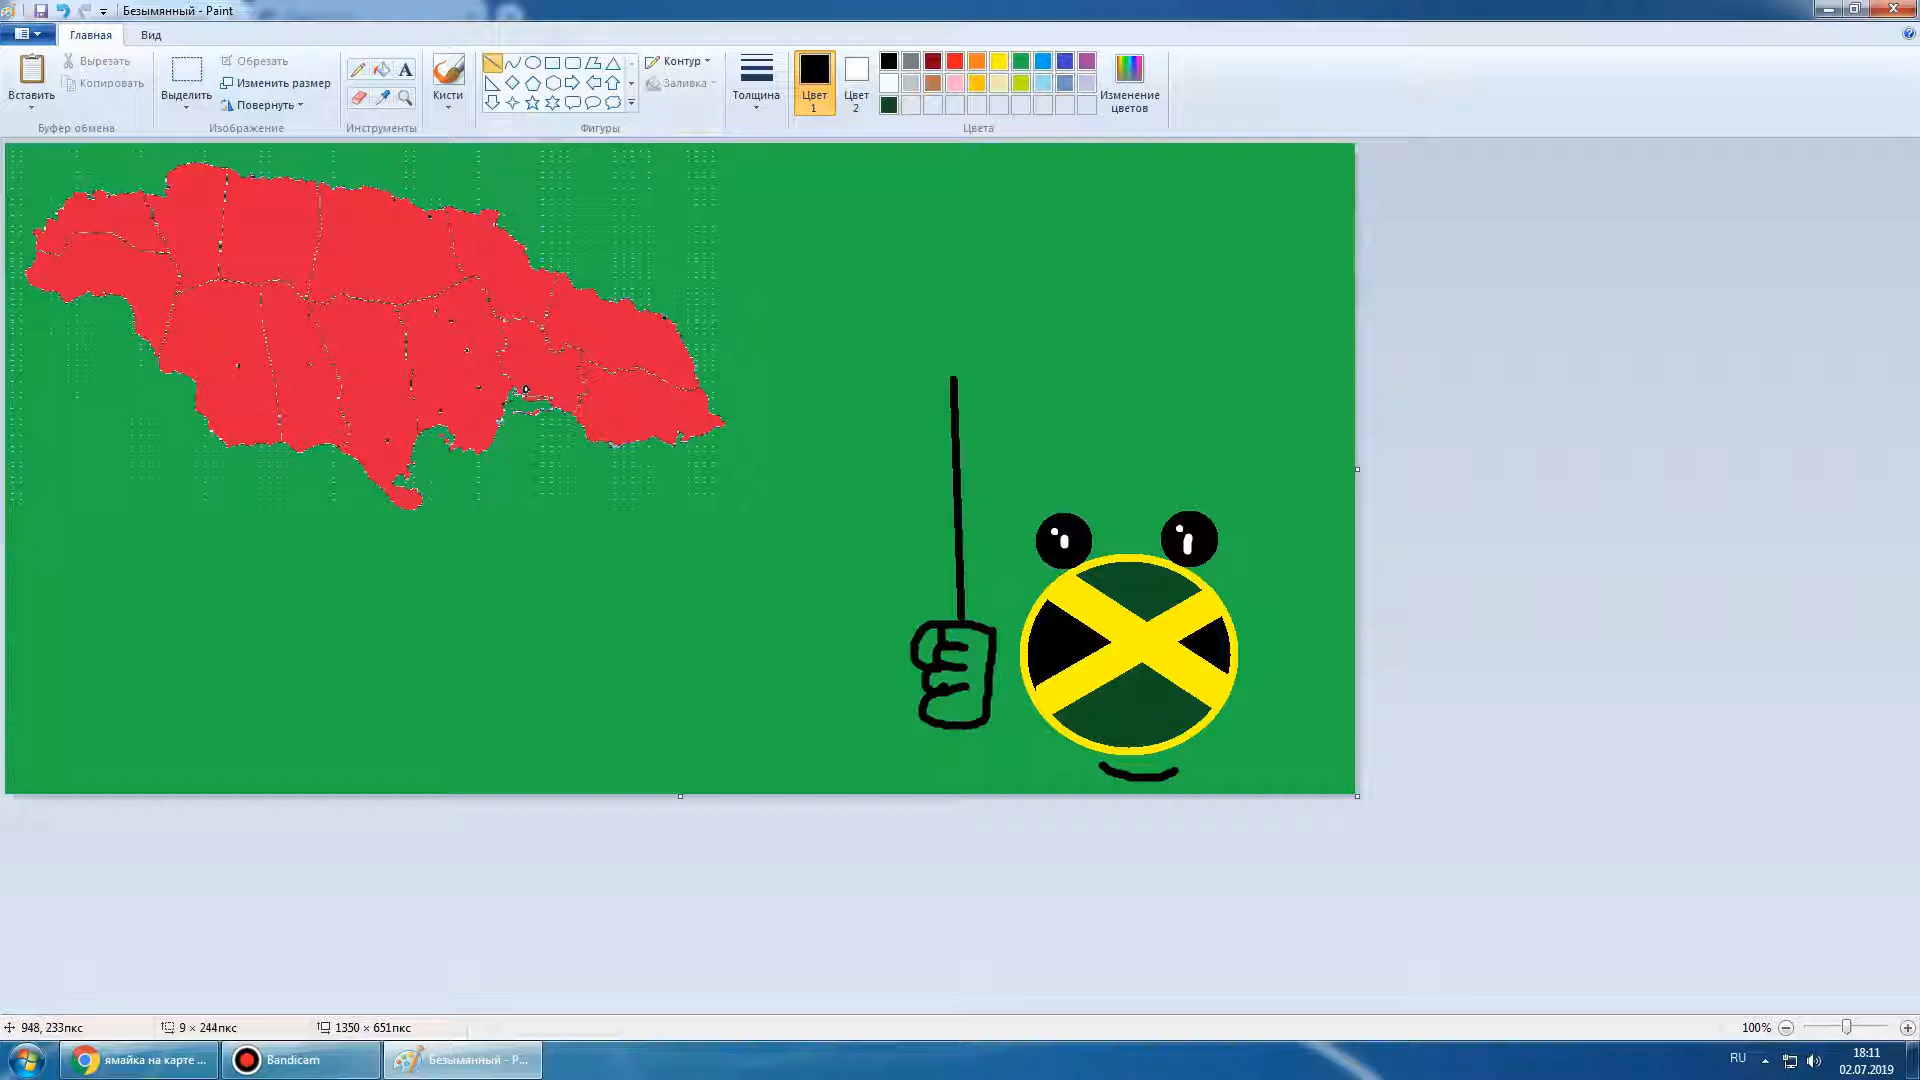 Безымянный - Paint
Главная
Вид
Вставить
Вырезать
Копировать
Буфер обмена
Выделить
Обрезать
Изменить размер
Повернуть
Изображение
A
Инструменты
Кисти
Контур
Заливка
Фигуры
Толщина
Цвет
1
Цвет
2
Изменение
цветов
Цвета
948, 233пкс
9 × 244пкс
1350 × 651пкс
100%
ямайка на карте ...
Bandicam
Безымянный - P...
RU
18:11
02.07.2019